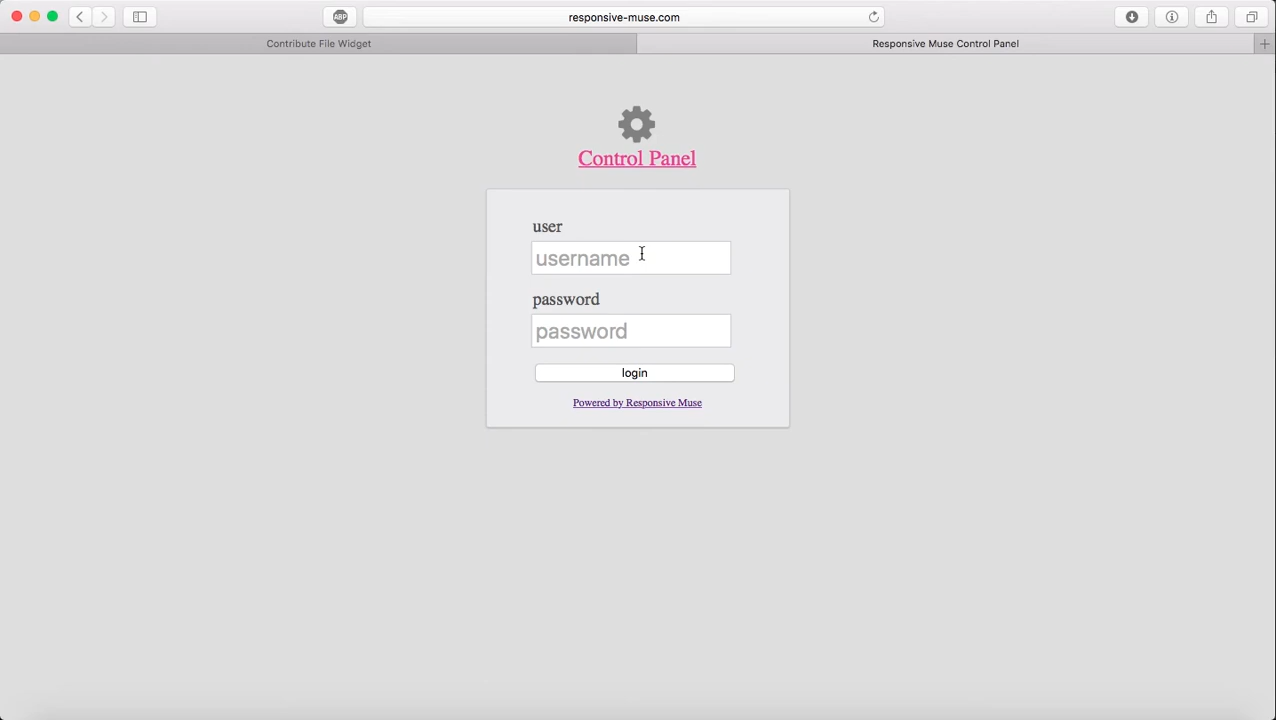 ABP
responsive-muse.com
Contribute File Widget
Responsive Muse Control Panel
Control Panel
user
username
password
password
login
Powered by Responsive Muse